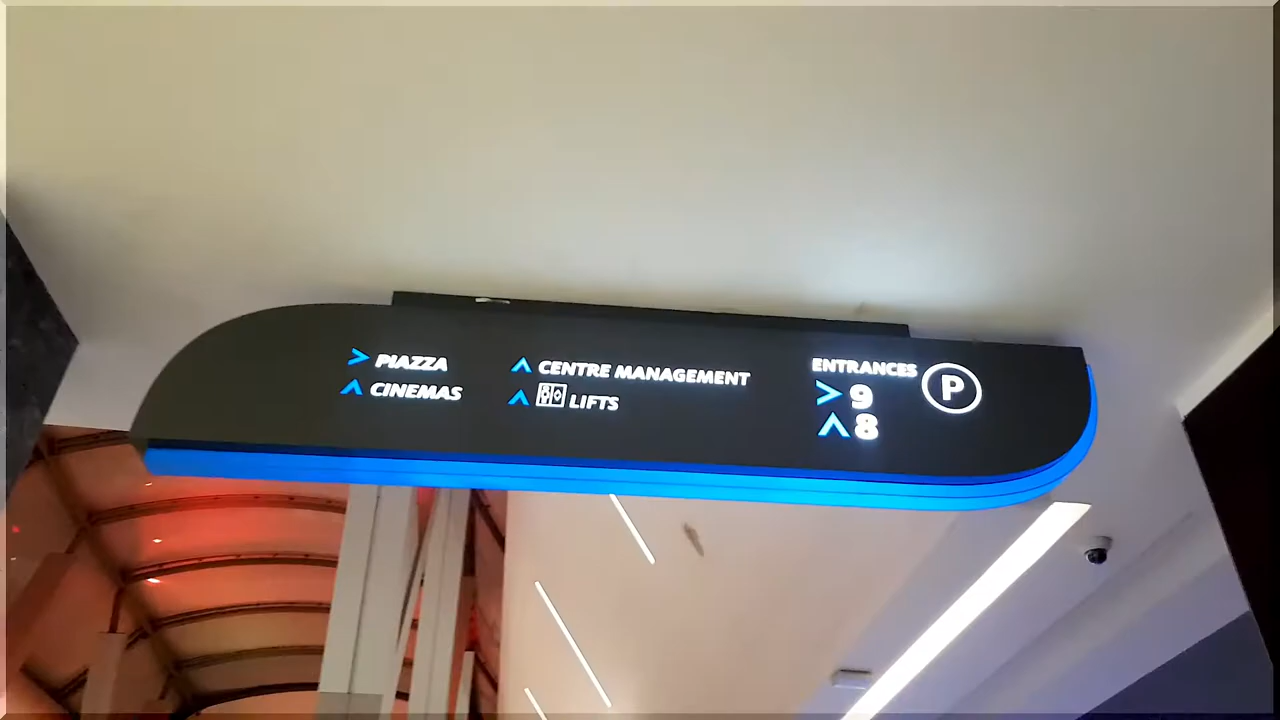 > PIAZZA
^ CINEMAS
^ CENTRE MANAGEMENT
^ LIFTS
ENTRANCES
> 9
^ 8
P